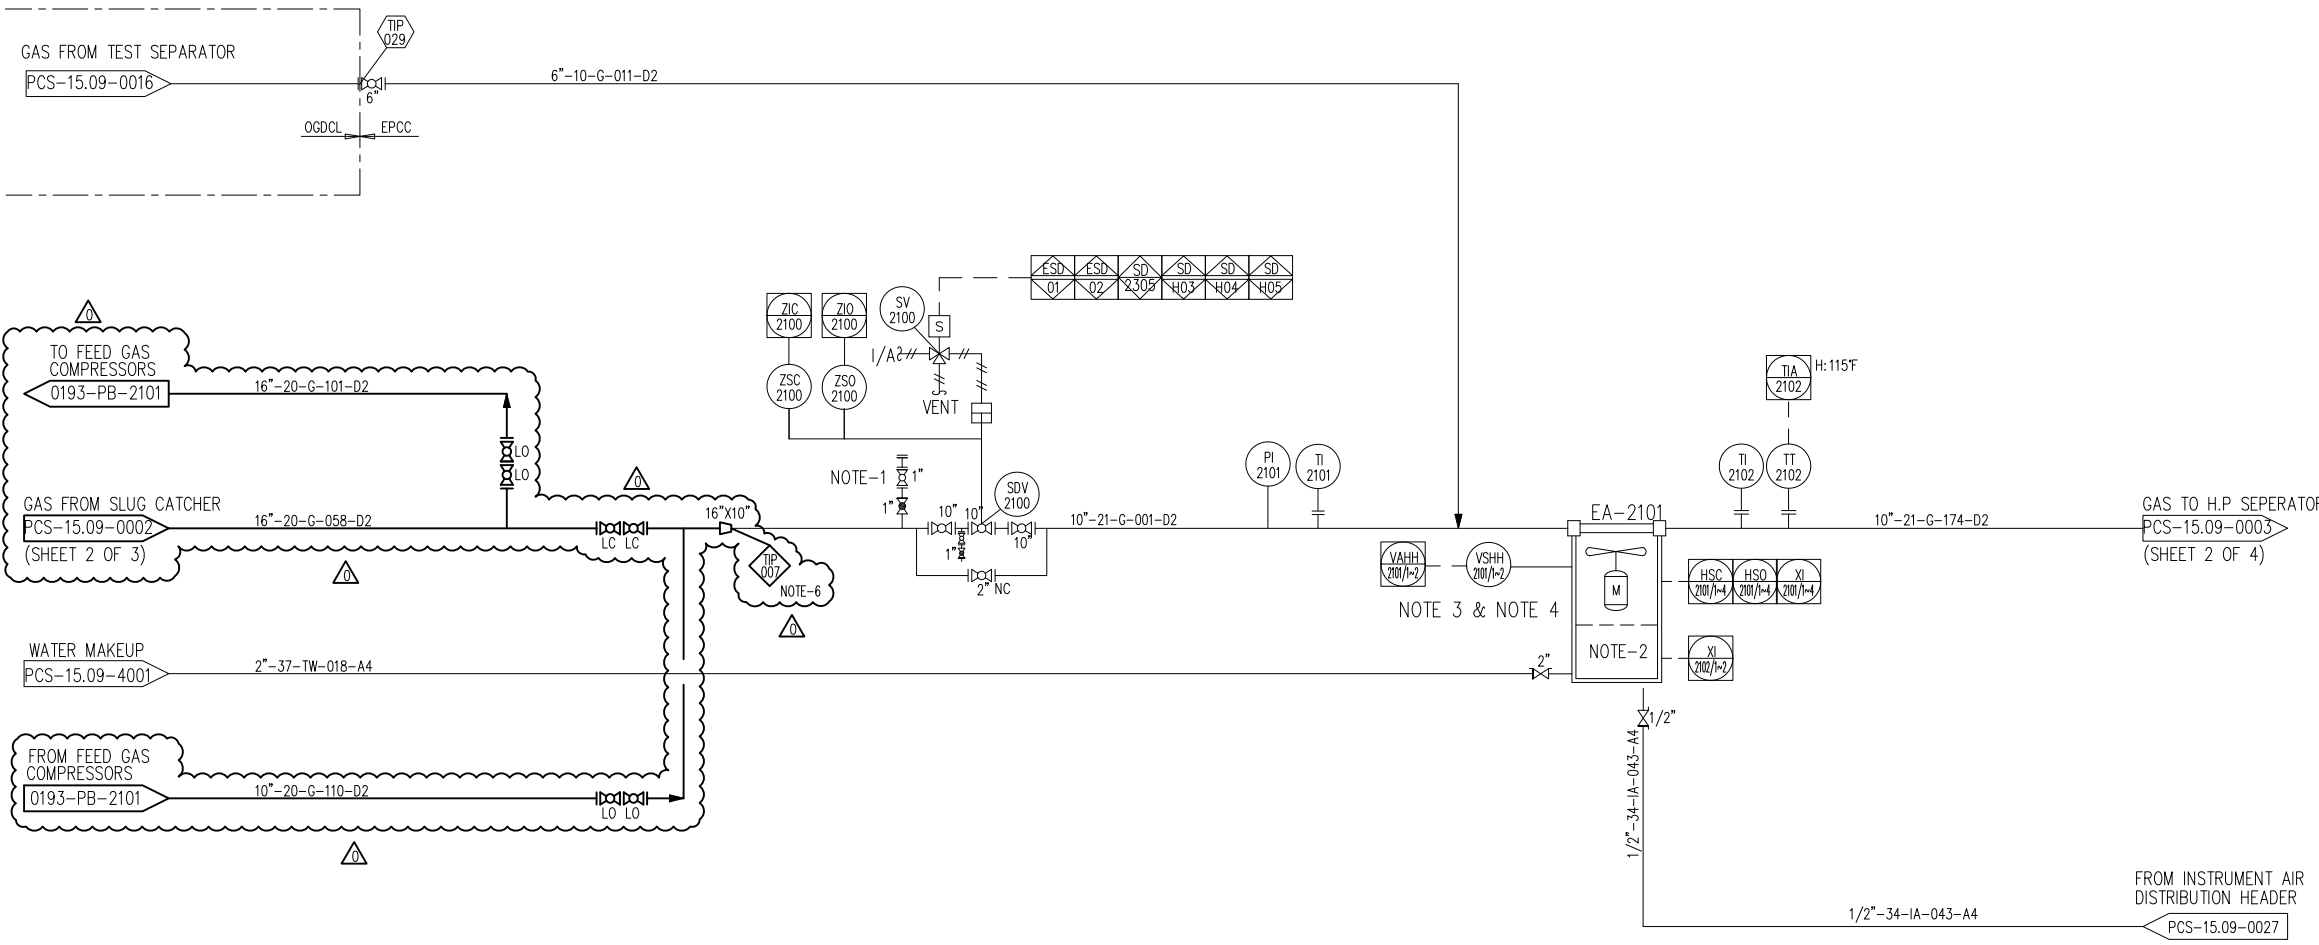 TIP
029
GAS FROM TEST SEPARATOR
PCS-15.09-0016
6"
6"-10-G-011-D2
OGDCL
EPCC
ESD
01
ESD
02
SD
2305
SD
H03
SD
H04
SD
H05
ZIC
2100
ZIO
2100
SV
2100
S
I/A
VENT
ZSC
2100
ZSO
2100
0
TO FEED GAS
COMPRESSORS
0193-PB-2101
16"-20-G-101-D2
LO
LO
TIA
2102
H:115°F
NOTE-1
1"
1"
SDV
2100
PI
2101
TI
2101
TI
2102
TT
2102
0
GAS FROM SLUG CATCHER
PCS-15.09-0002
(SHEET 2 OF 3)
16"-20-G-058-D2
LC LC
16"X10"
TIP
007
NOTE-6
0
0
10"
10"
10"
1"
2" NC
10"-21-G-001-D2
EA-2101
10"-21-G-174-D2
GAS TO H.P SEPERATOR
PCS-15.09-0003
(SHEET 2 OF 4)
VAHH
2101/1~2
VSHH
2101/1~2
NOTE 3 & NOTE 4
M
HSC
2101/1~4
HSO
2101/1~4
XI
2101/1~4
NOTE-2
XI
2102/1~2
WATER MAKEUP
PCS-15.09-4001
2"-37-TW-018-A4
2"
1/2"
1/2"-34-IA-043-A4
FROM FEED GAS
COMPRESSORS
0193-PB-2101
10"-20-G-110-D2
LO LO
0
FROM INSTRUMENT AIR
DISTRIBUTION HEADER
1/2"-34-IA-043-A4
PCS-15.09-0027